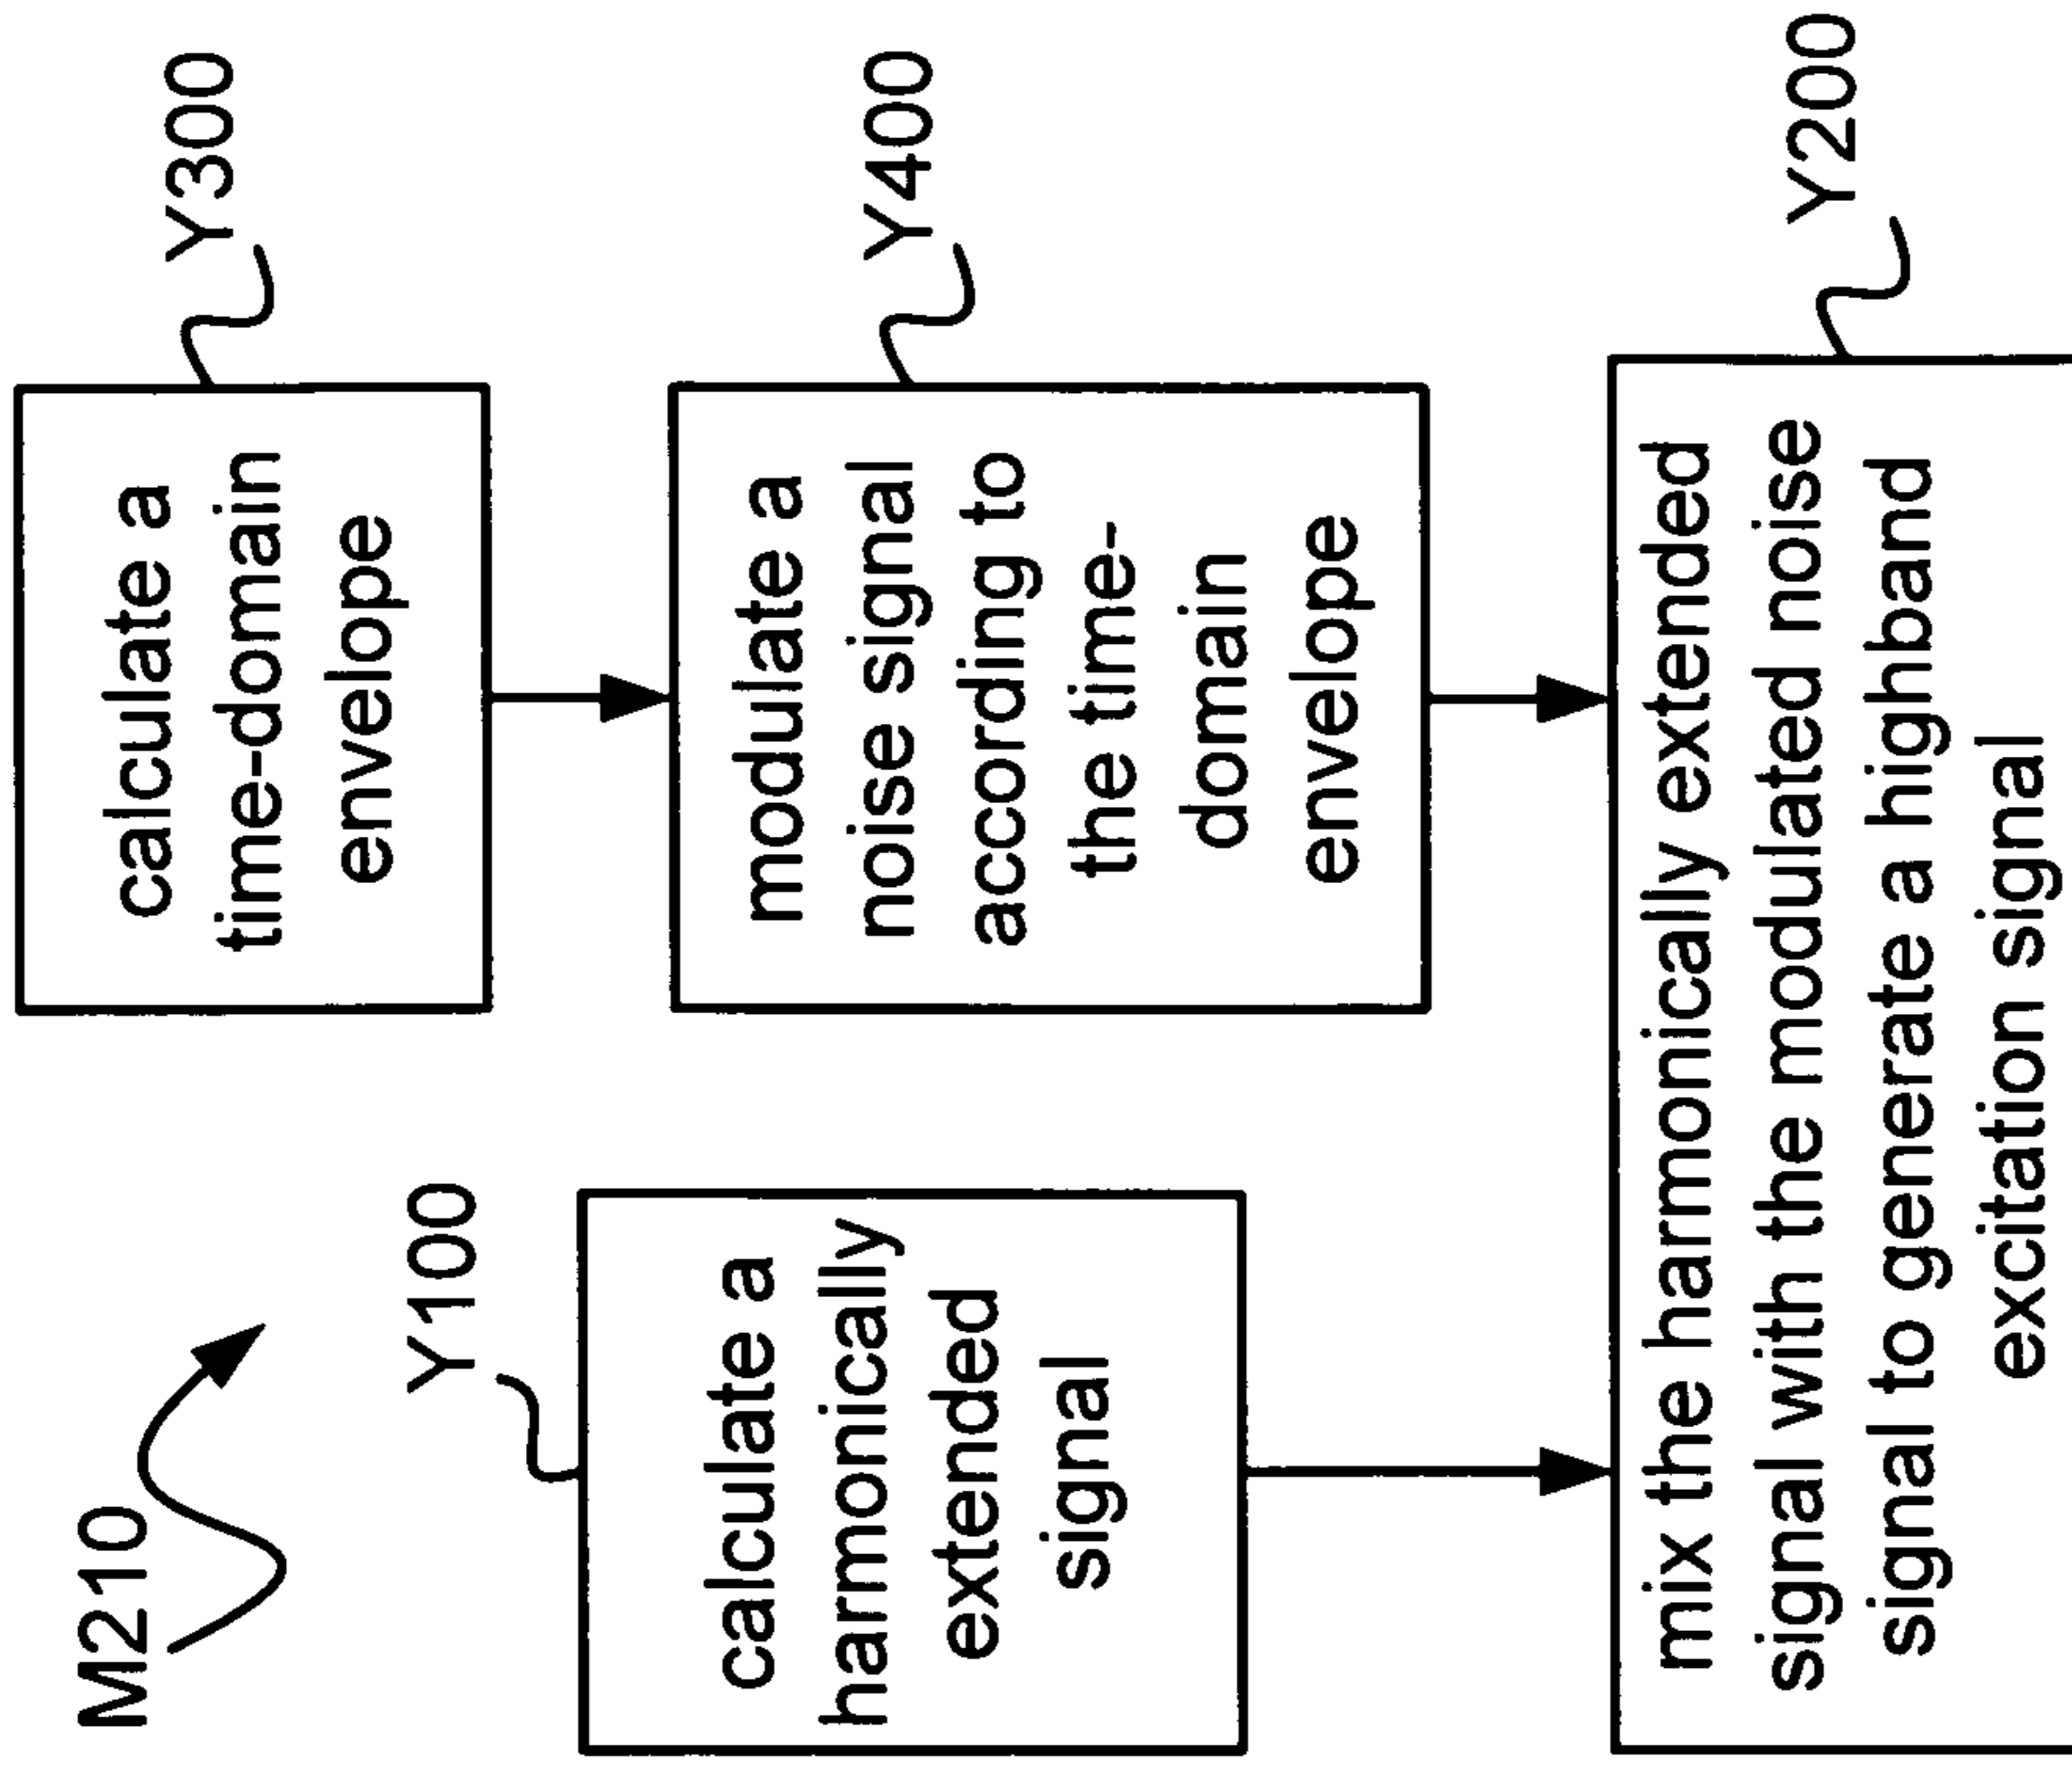 M210
Y100
calculate a
harmonically
extended
signal
Y300
calculate a
time-domain
envelope
Y400
modulate a
noise signal
according to
the time-
domain
envelope
Y200
mix the harmonically extended
signal with the modulated noise
signal to generate a highband
excitation signal